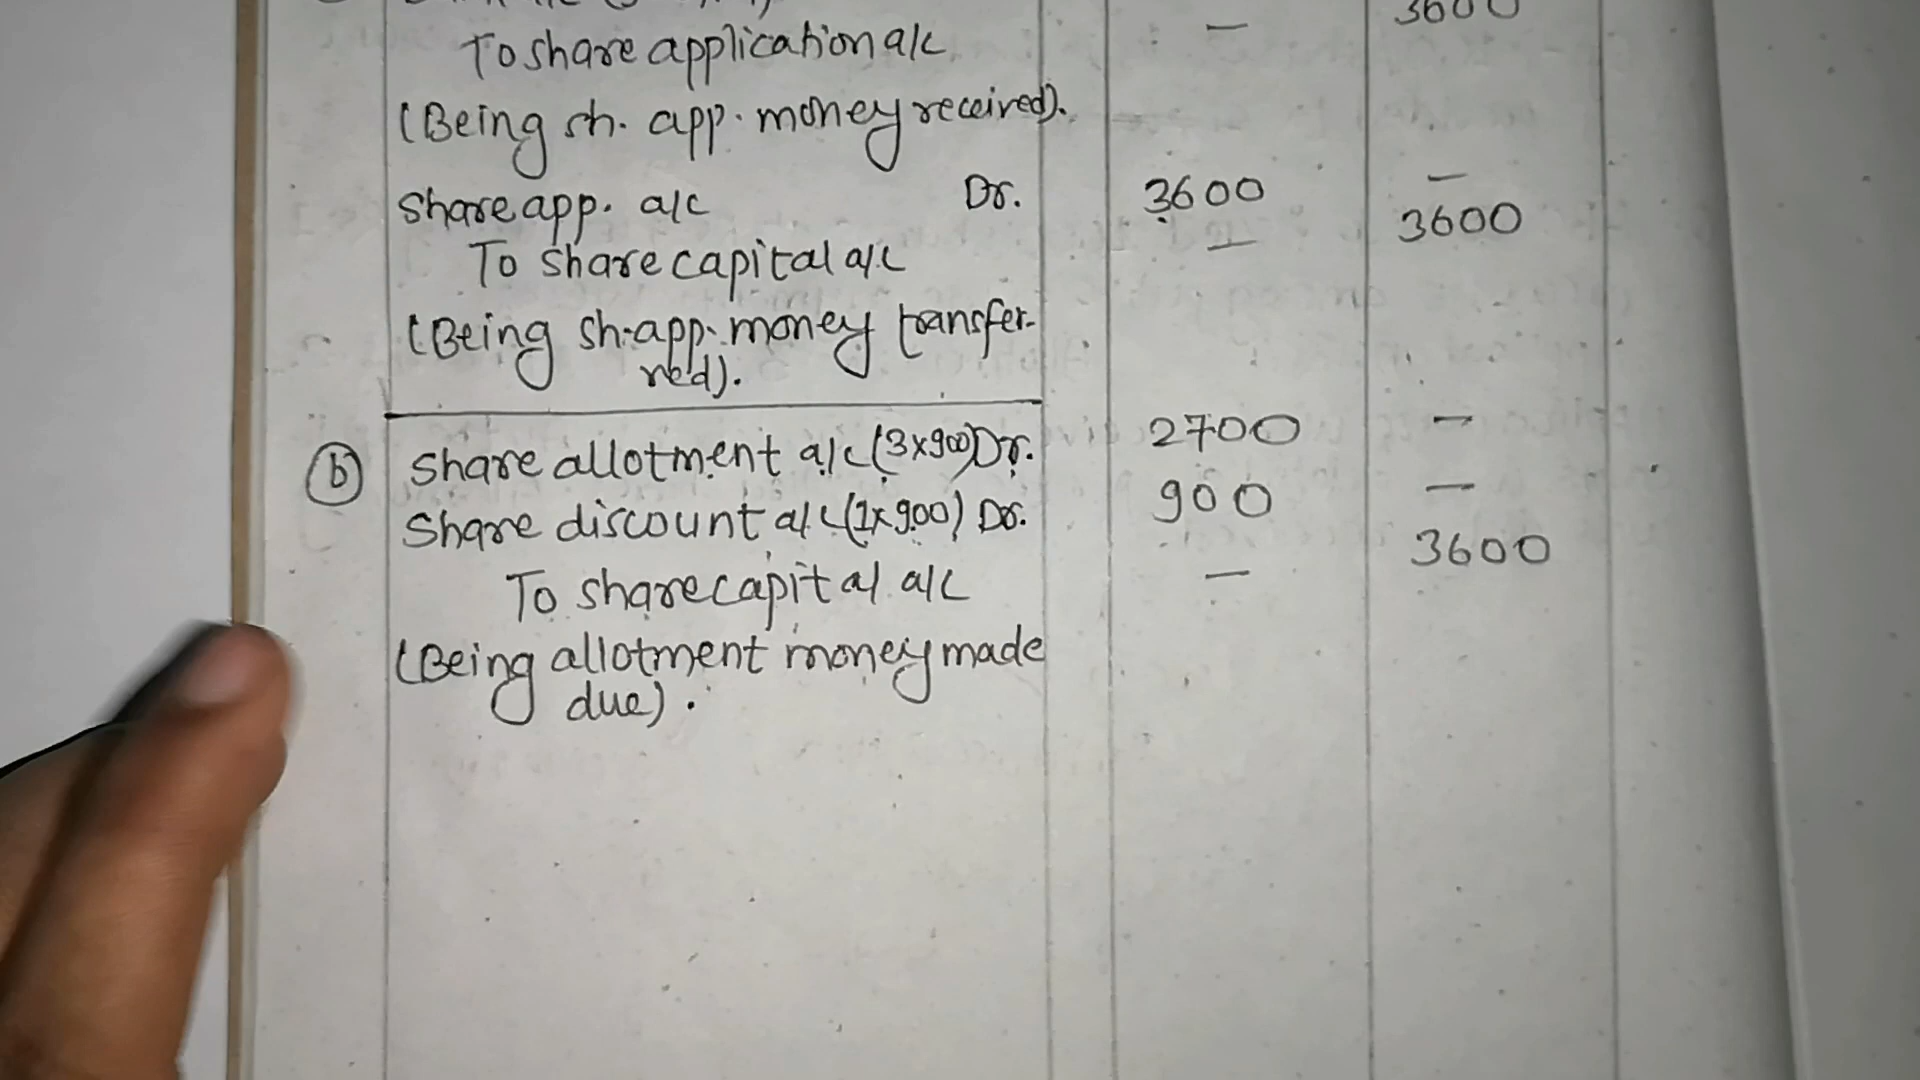 3600
To share application a/c —
(Being sh. app. money received).
Share app. a/c Dr. 3600 —
To share capital a/c — 3600
(Being sh. app. money transfer-
red).
(b) Share allotment a/c (3x900) Dr. 2700 —
Share discount a/c (1x900) Dr. 900 —
To share capital a/c — 3600
(Being allotment money made
due).